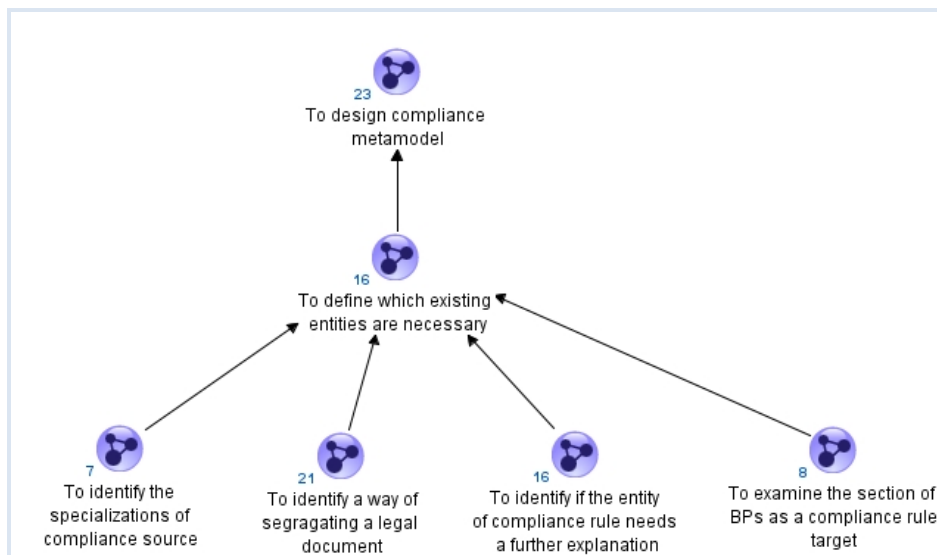 23
To design compliance
metamodel
16
To define which existing
entities are necessary
7
To identify the
specializations of
compliance source
21
To identify a way of
segragating a legal
document
16
To identify if the entity
of compliance rule needs
a further explanation
8
To examine the section of
BPs as a compliance rule
target